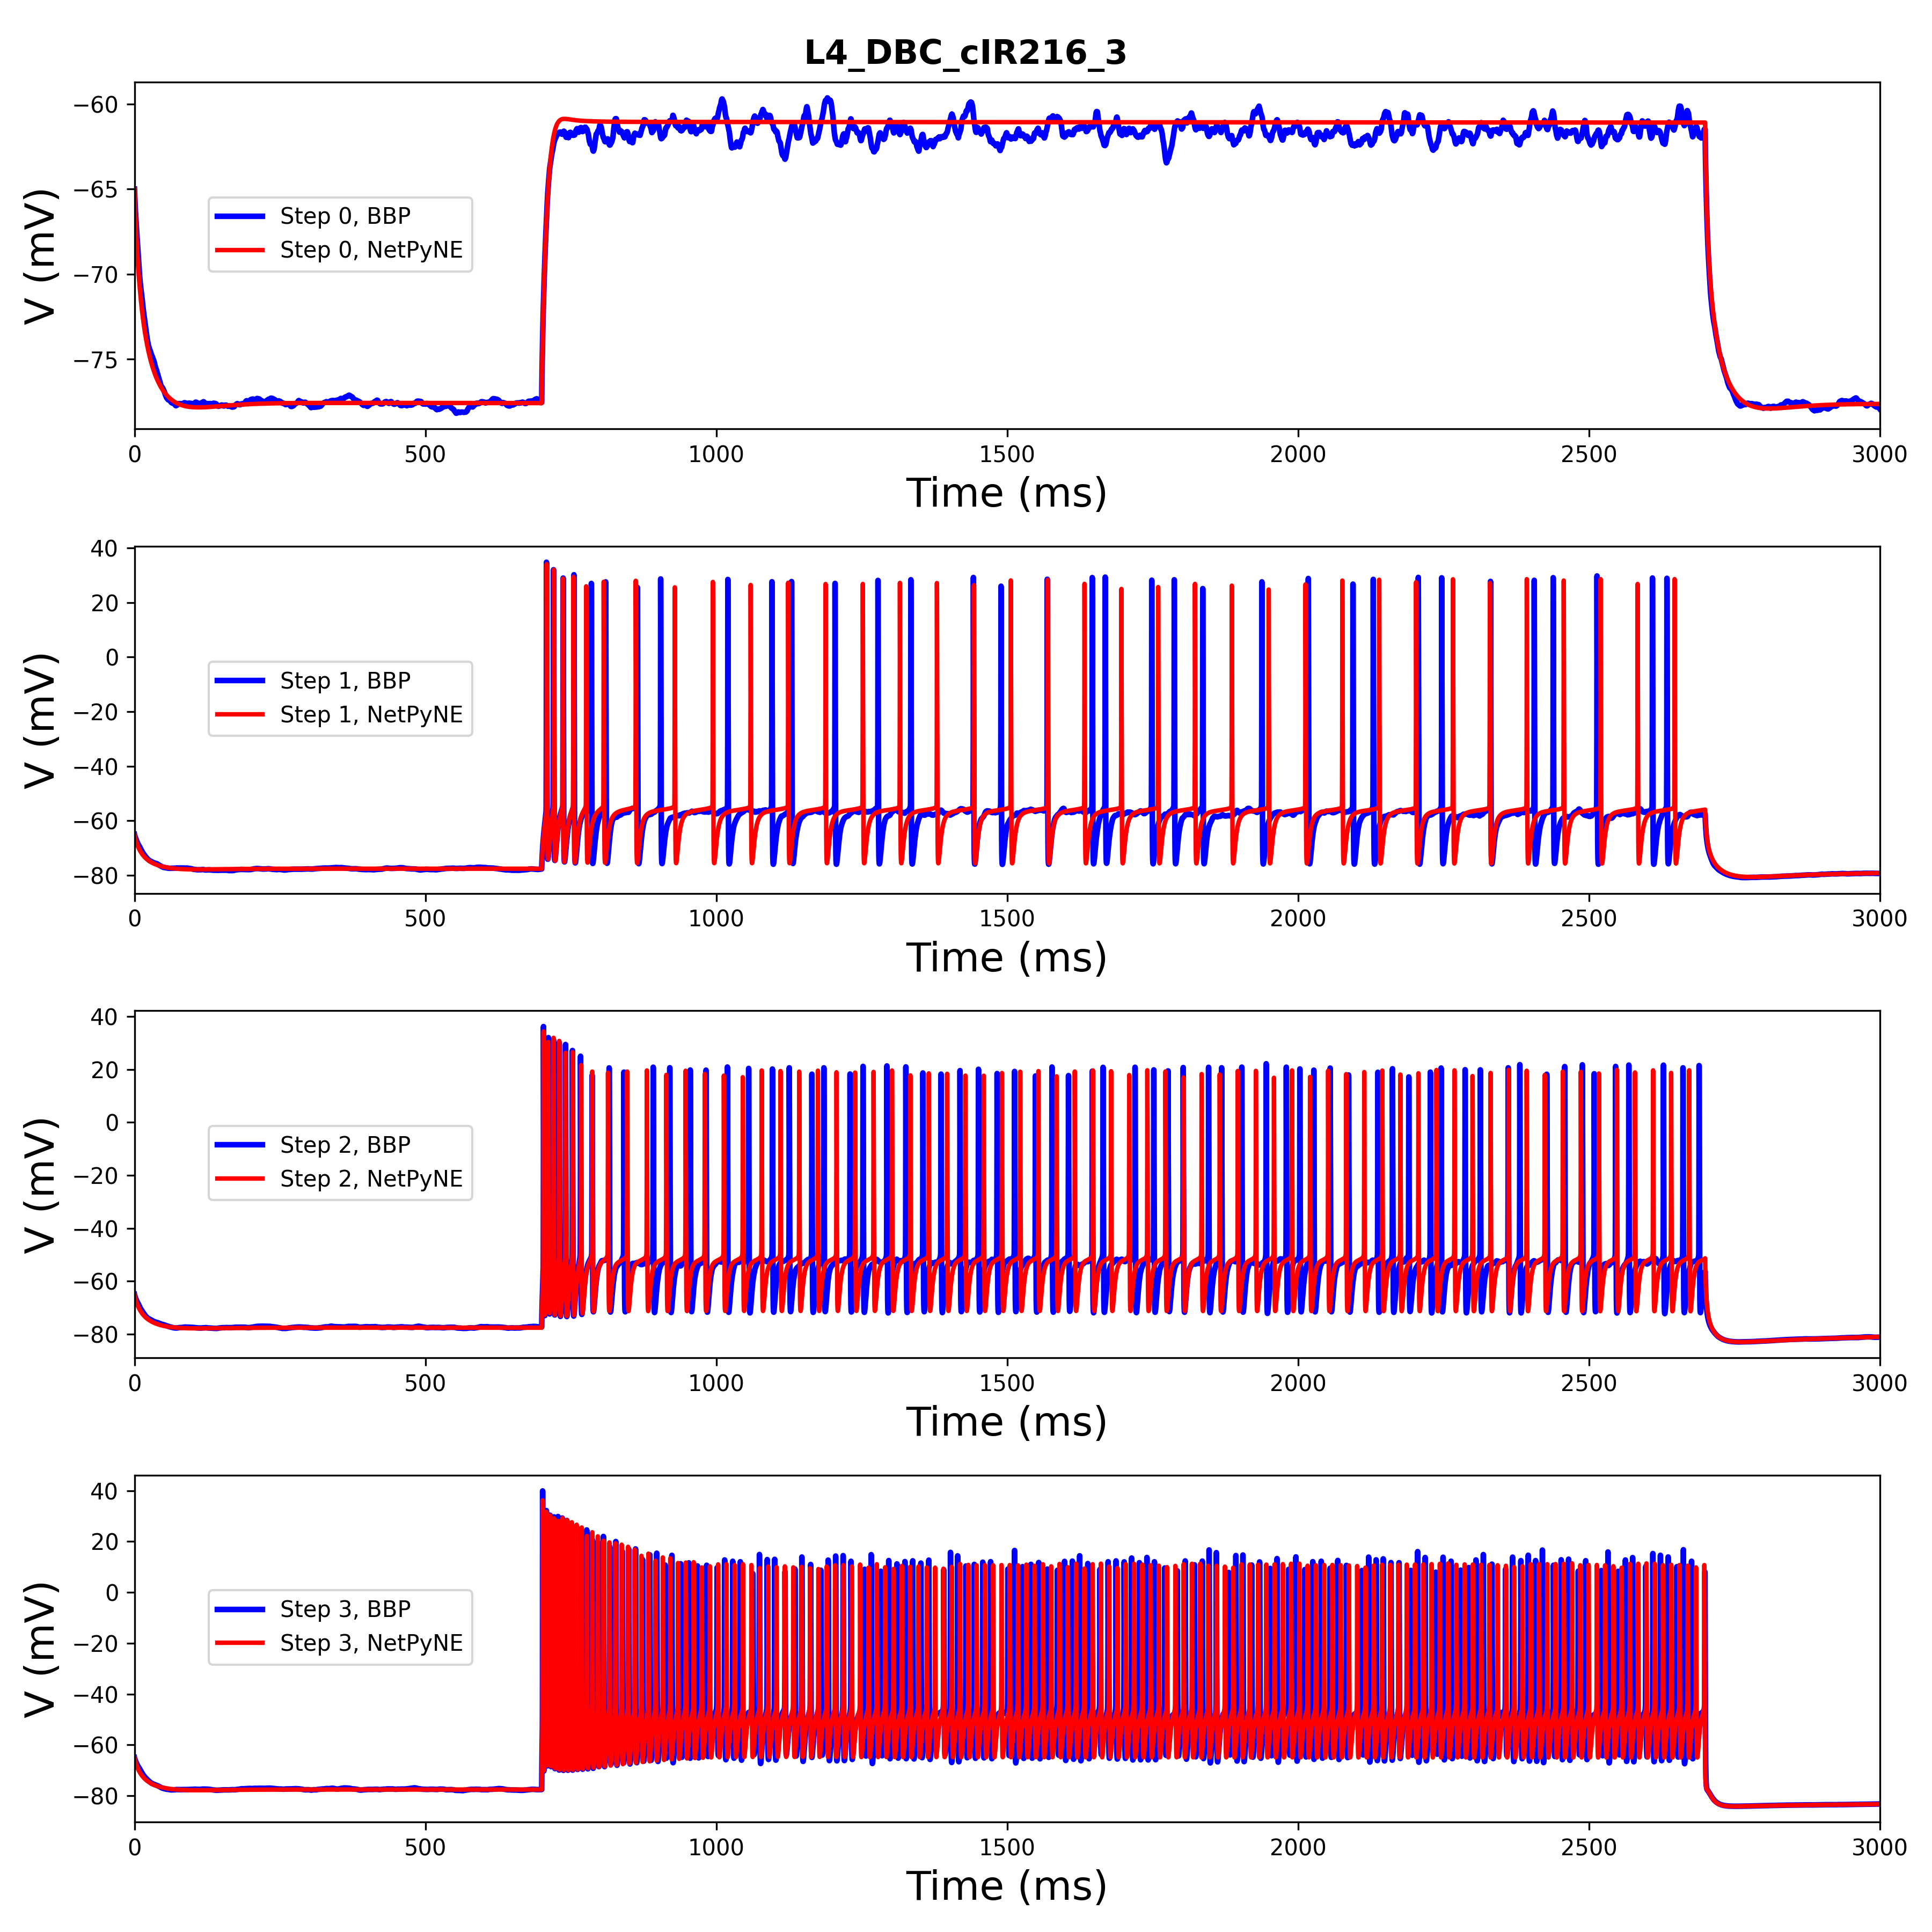 L4_DBC_cIR216_3
−60
−65
−70
−75
V (mV)
Step 0, BBP
Step 0, NetPyNE
0 500 1000 1500 2000 2500 3000
Time (ms)
40
20
0
−20
−40
−60
−80
V (mV)
Step 1, BBP
Step 1, NetPyNE
0 500 1000 1500 2000 2500 3000
Time (ms)
40
20
0
−20
−40
−60
−80
V (mV)
Step 2, BBP
Step 2, NetPyNE
0 500 1000 1500 2000 2500 3000
Time (ms)
40
20
0
−20
−40
−60
−80
V (mV)
Step 3, BBP
Step 3, NetPyNE
0 500 1000 1500 2000 2500 3000
Time (ms)